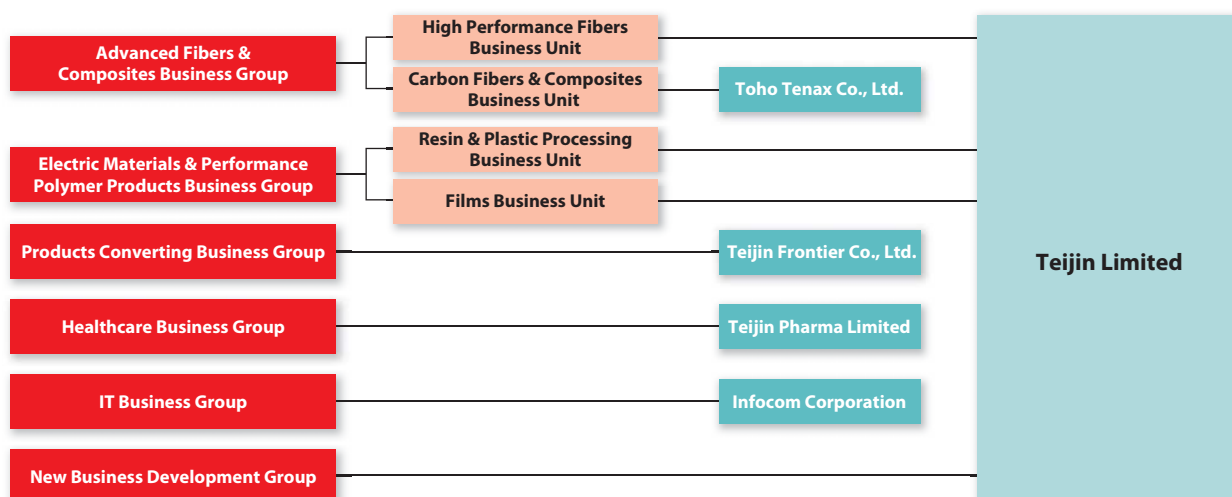 Advanced Fibers &
Composites Business Group
High Performance Fibers
Business Unit
Carbon Fibers & Composites
Business Unit
Toho Tenax Co., Ltd.
Electric Materials & Performance
Polymer Products Business Group
Resin & Plastic Processing
Business Unit
Films Business Unit
Products Converting Business Group
Teijin Frontier Co., Ltd.
Healthcare Business Group
Teijin Pharma Limited
IT Business Group
Infocom Corporation
New Business Development Group
Teijin Limited